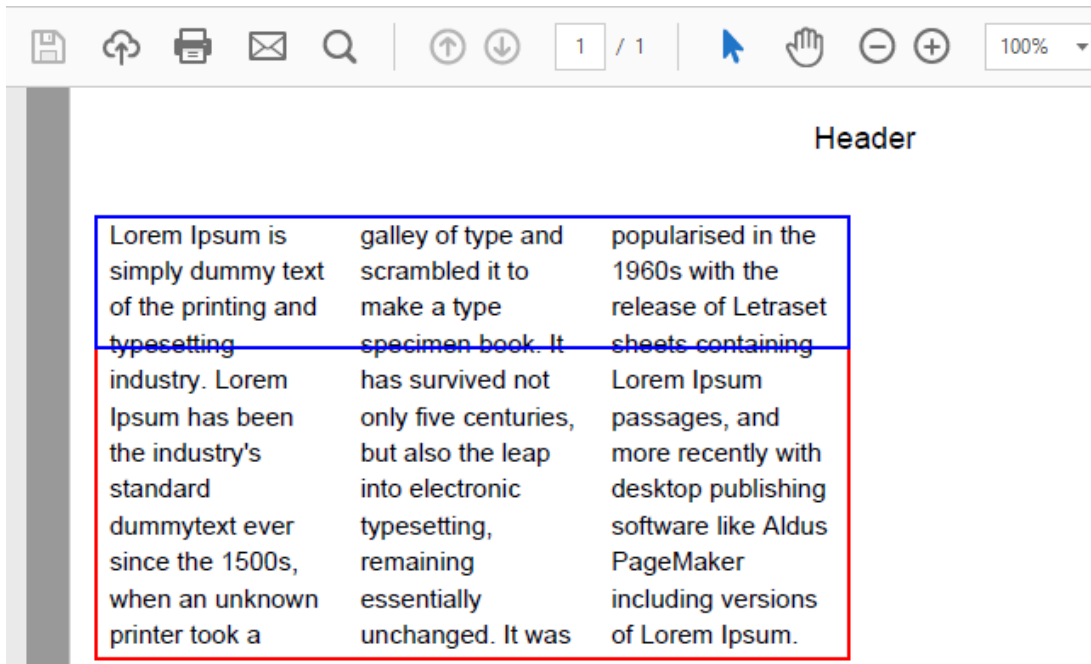 1 / 1
100%
Header
Lorem Ipsum is
simply dummy text
of the printing and
typesetting
industry. Lorem
Ipsum has been
the industry's
standard
dummytext ever
since the 1500s,
when an unknown
printer took a
galley of type and
scrambled it to
make a type
specimen book. It
has survived not
only five centuries,
but also the leap
into electronic
typesetting,
remaining
essentially
unchanged. It was
popularised in the
1960s with the
release of Letraset
sheets containing
Lorem Ipsum
passages, and
more recently with
desktop publishing
software like Aldus
PageMaker
including versions
of Lorem Ipsum.